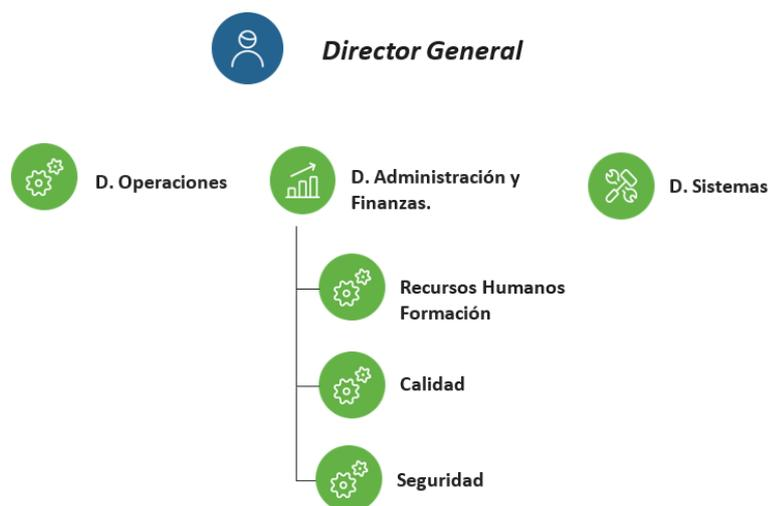 Director General
D. Operaciones
D. Administración y
Finanzas.
D. Sistemas
Recursos Humanos
Formación
Calidad
Seguridad